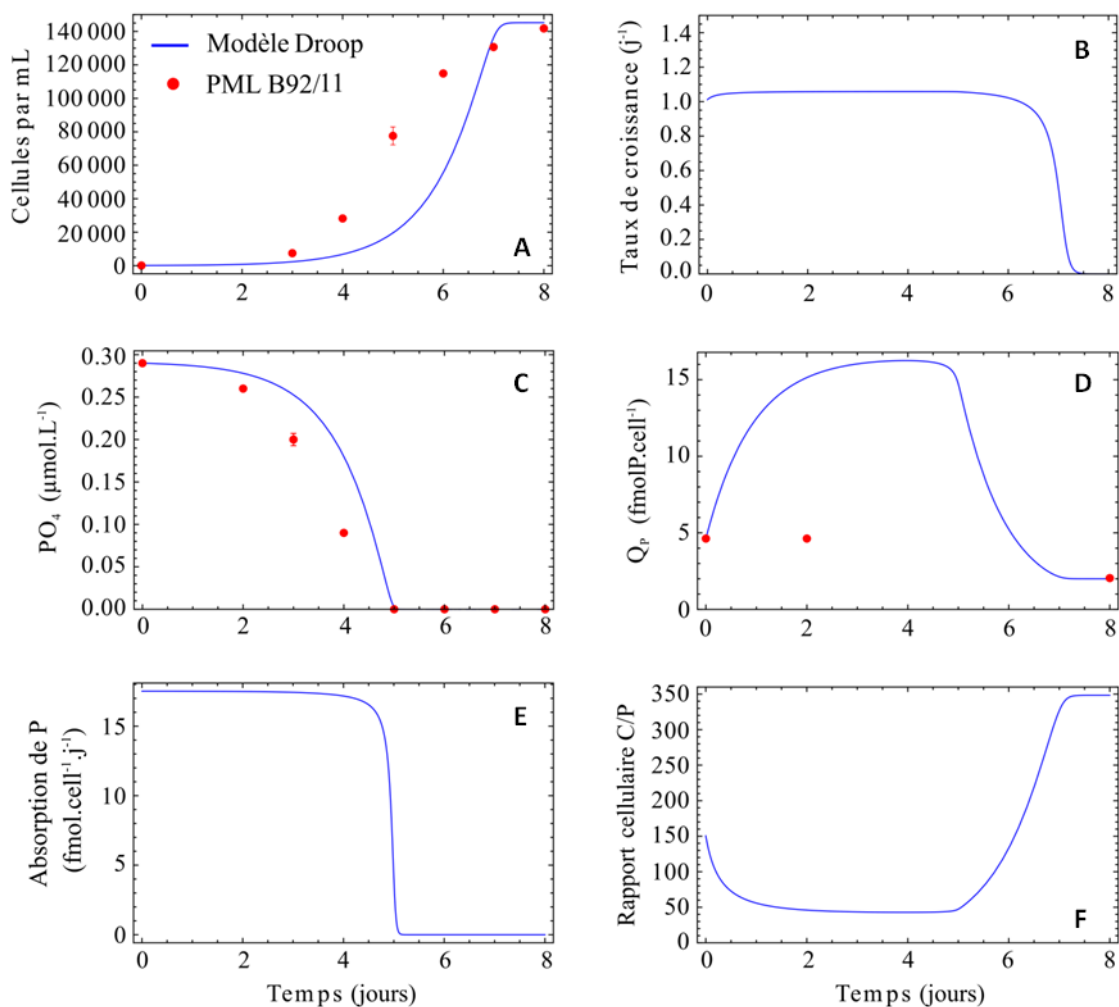 Cellules par mL
140 000
120 000
100 000
80 000
60 000
40 000
20 000
0
Modèle Droop
PML B92/11
A
0 2 4 6 8
Taux de croissance (j⁻¹)
1.4
1.2
1.0
0.8
0.6
0.4
0.2
0.0
B
0 2 4 6 8
PO₄ (µmol.L⁻¹)
0.30
0.25
0.20
0.15
0.10
0.05
0.00
C
0 2 4 6 8
Qₚ (fmolP.cell⁻¹)
15
10
5
0
D
0 2 4 6 8
Absorption de P
(fmol.cell⁻¹.j⁻¹)
15
10
5
0
E
0 2 4 6 8
Temps (jours)
Rapport cellulaire C/P
350
300
250
200
150
100
50
0
F
0 2 4 6 8
Temps (jours)